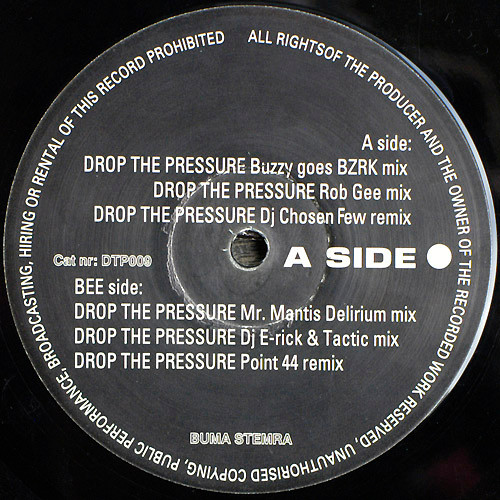 ALL RIGHTSOF THE PRODUCER AND THE OWNER OF THE RECORDED WORK RESERVED, UNAUTHORISED COPYING, PUBLIC PERFORMANCE, BROADCASTING, HIRING OR RENTAL OF THIS RECORD PROHIBITED
A side:
DROP THE PRESSURE Buzzy goes BZRK mix
DROP THE PRESSURE Rob Gee mix
DROP THE PRESSURE Dj Chosen Few remix
Cat nr: DTP009
A SIDE
BEE side:
DROP THE PRESSURE Mr. Mantis Delirium mix
DROP THE PRESSURE Dj E-rick & Tactic mix
DROP THE PRESSURE Point 44 remix
BUMA STEMRA